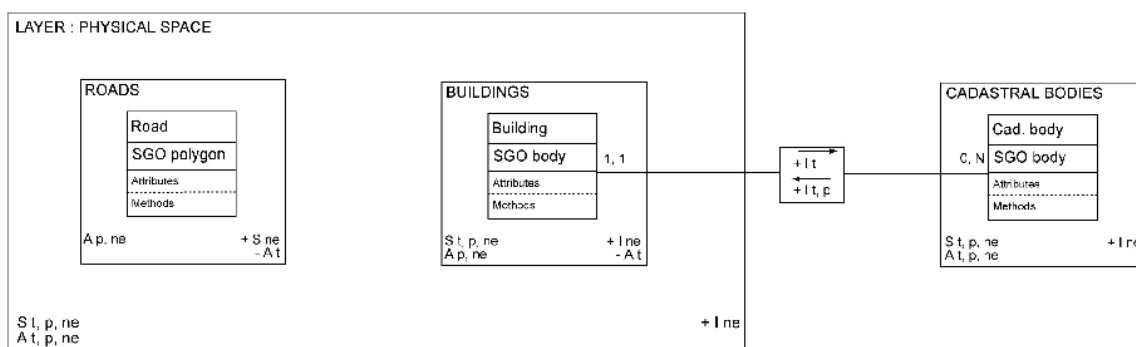 LAYER : PHYSICAL SPACE
ROADS
Road
SGO polygon
Attributes
Methods
A p, ne
+ S ne
- A t
BUILDINGS
Building
SGO body
Attributes
Methods
1, 1
S t, p, ne
A p, ne
+ I ne
- A t
+ I t
+ I t, p
CADASTRAL BODIES
Cad. body
0, N
SGO body
Attributes
Methods
S t, p, ne
A t, p, ne
+ I ne
S t, p, ne
A t, p, ne
+ I ne